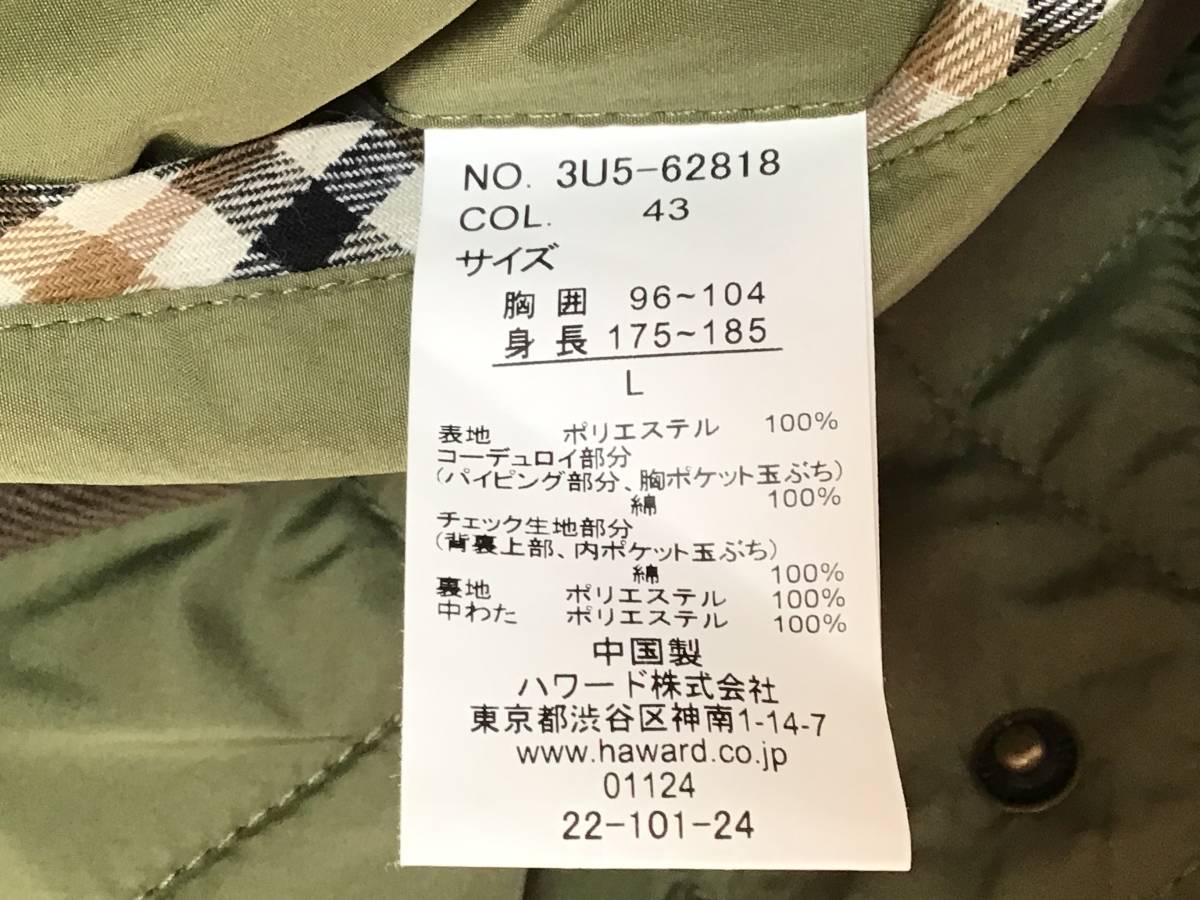 NO. 3U5-62818
COL. 43
サイズ
胸囲 96~104
身長 175~185
L
表地 ポリエステル 100%
コーデュロイ部分
(パイピング部分、胸ポケット玉ぶち)
綿 100%
チェック生地部分
(背裏上部、内ポケット玉ぶち)
綿 100%
裏地 ポリエステル 100%
中わた ポリエステル 100%
中国製
ハワード株式会社
東京都渋谷区神南1-14-7
www.haward.co.jp
01124
22-101-24